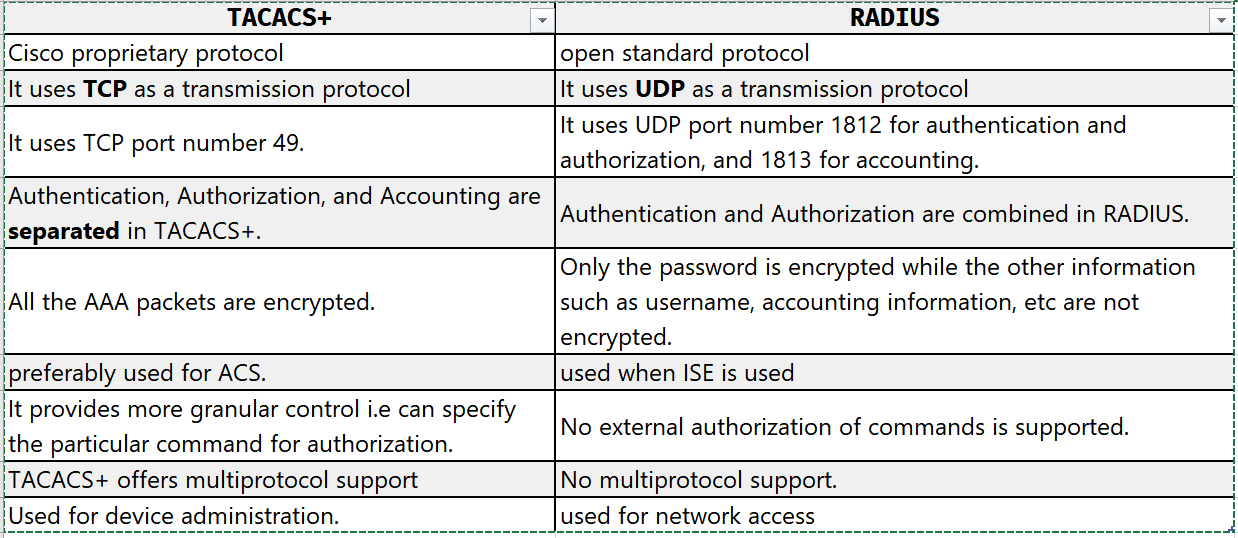 TACACS+
RADIUS
Cisco proprietary protocol
open standard protocol
It uses TCP as a transmission protocol
It uses UDP as a transmission protocol
It uses TCP port number 49.
It uses UDP port number 1812 for authentication and
authorization, and 1813 for accounting.
Authentication, Authorization, and Accounting are
separated in TACACS+.
Authentication and Authorization are combined in RADIUS.
All the AAA packets are encrypted.
Only the password is encrypted while the other information
such as username, accounting information, etc are not
encrypted.
preferably used for ACS.
used when ISE is used
It provides more granular control i.e can specify
the particular command for authorization.
No external authorization of commands is supported.
TACACS+ offers multiprotocol support
No multiprotocol support.
Used for device administration.
used for network access